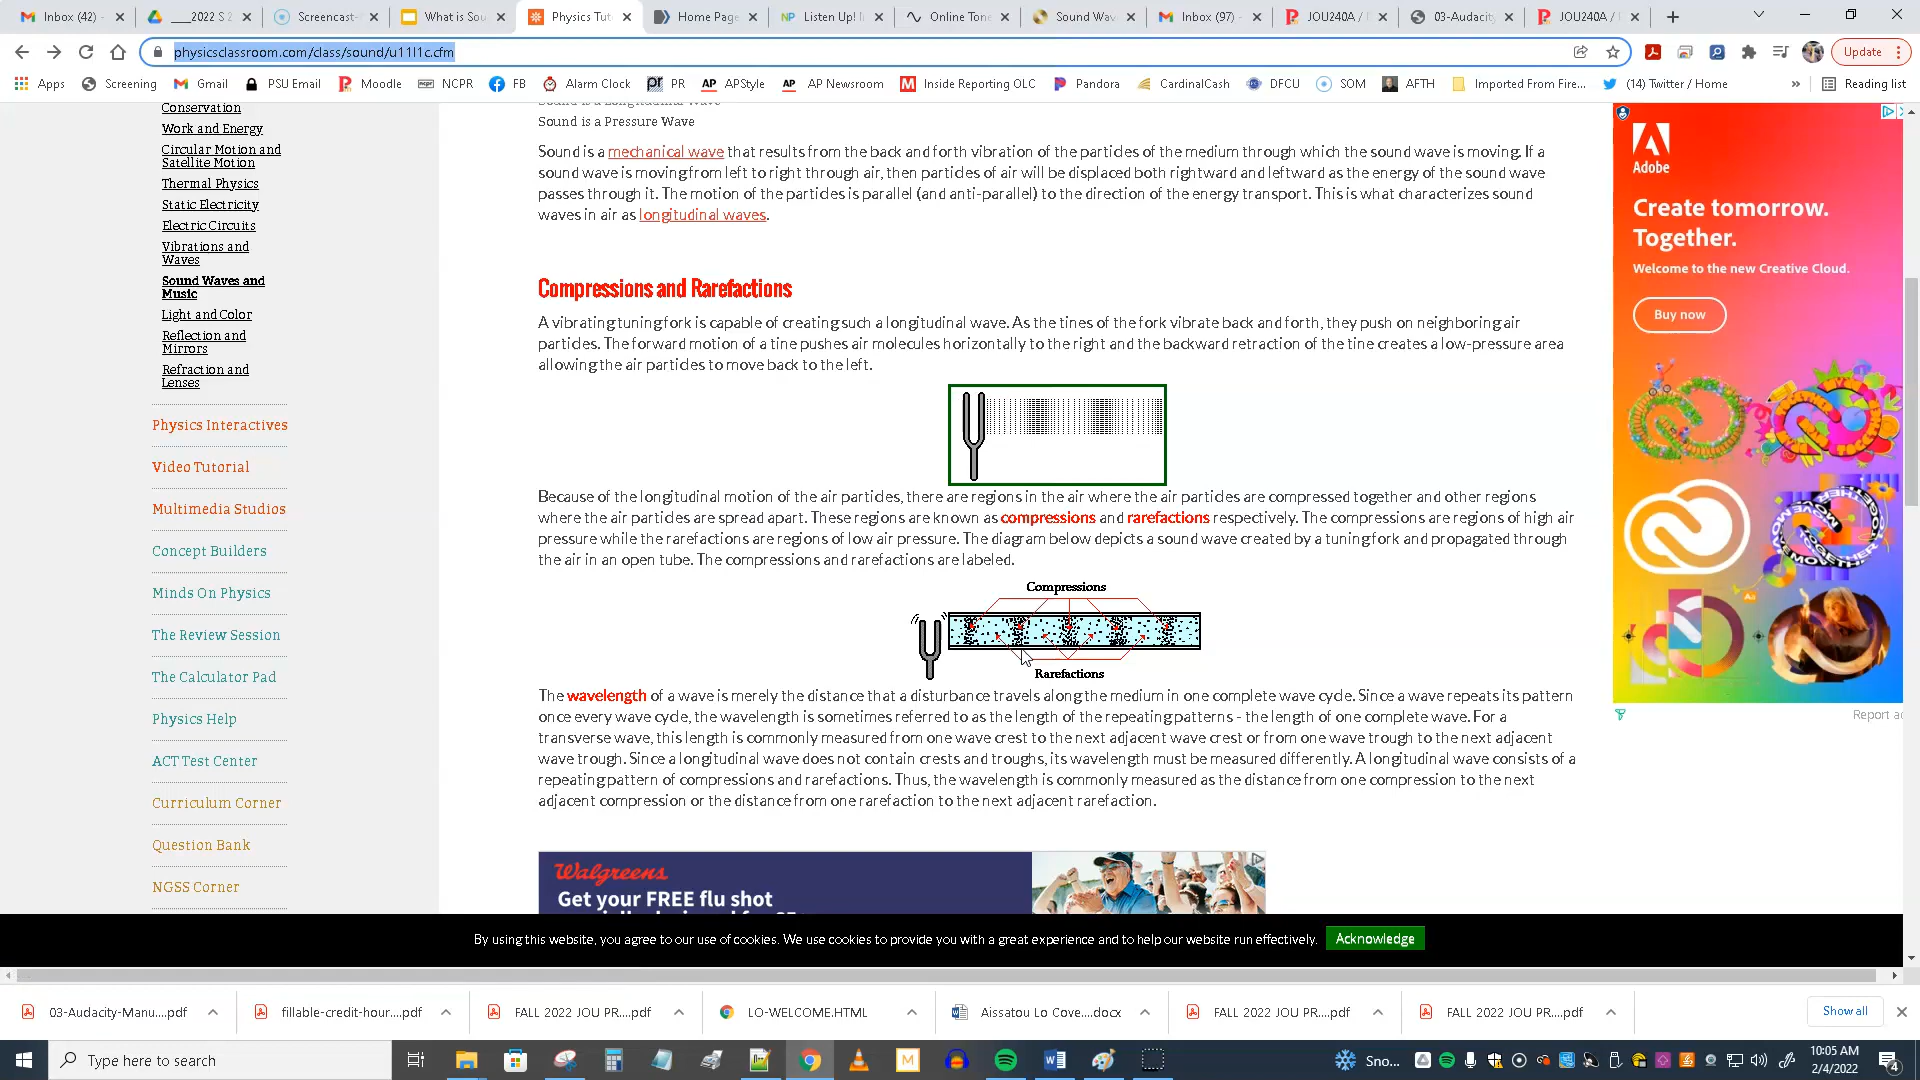 Inbox (42) -
___2022 S 2
Screencast-
What is Sou
Physics Tut
Home Page
Listen Up! I
Online Tone
Sound Wav
Inbox (97) -
JOU240A /
03-Audacity
JOU240A /
physicsclassroom.com/class/sound/u11l1c.cfm
Update
Apps
Screening
Gmail
PSU Email
Moodle
NCPR
FB
Alarm Clock
PR
APStyle
AP Newsroom
Inside Reporting OLC
Pandora
CardinalCash
DFCU
SOM
AFTH
Imported From Fire...
(14) Twitter / Home
»
Reading list
Conservation
Work and Energy
Circular Motion and
Satellite Motion
Thermal Physics
Static Electricity
Electric Circuits
Vibrations and
Waves
Sound Waves and
Music
Light and Color
Reflection and
Mirrors
Refraction and
Lenses
Physics Interactives
Video Tutorial
Multimedia Studios
Concept Builders
Minds On Physics
The Review Session
The Calculator Pad
Physics Help
ACT Test Center
Curriculum Corner
Question Bank
NGSS Corner
Sound is a Longitudinal Wave
Sound is a Pressure Wave
Sound is a mechanical wave that results from the back and forth vibration of the particles of the medium through which the sound wave is moving. If a
sound wave is moving from left to right through air, then particles of air will be displaced both rightward and leftward as the energy of the sound wave
passes through it. The motion of the particles is parallel (and anti-parallel) to the direction of the energy transport. This is what characterizes sound
waves in air as longitudinal waves.
Compressions and Rarefactions
A vibrating tuning fork is capable of creating such a longitudinal wave. As the tines of the fork vibrate back and forth, they push on neighboring air
particles. The forward motion of a tine pushes air molecules horizontally to the right and the backward retraction of the tine creates a low-pressure area
allowing the air particles to move back to the left.
Because of the longitudinal motion of the air particles, there are regions in the air where the air particles are compressed together and other regions
where the air particles are spread apart. These regions are known as compressions and rarefactions respectively. The compressions are regions of high air
pressure while the rarefactions are regions of low air pressure. The diagram below depicts a sound wave created by a tuning fork and propagated through
the air in an open tube. The compressions and rarefactions are labeled.
Compressions
Rarefactions
The wavelength of a wave is merely the distance that a disturbance travels along the medium in one complete wave cycle. Since a wave repeats its pattern
once every wave cycle, the wavelength is sometimes referred to as the length of the repeating patterns - the length of one complete wave. For a
transverse wave, this length is commonly measured from one wave crest to the next adjacent wave crest or from one wave trough to the next adjacent
wave trough. Since a longitudinal wave does not contain crests and troughs, its wavelength must be measured differently. A longitudinal wave consists of a
repeating pattern of compressions and rarefactions. Thus, the wavelength is commonly measured as the distance from one compression to the next
adjacent compression or the distance from one rarefaction to the next adjacent rarefaction.
Walgreens
Get your FREE flu shot
Adobe
Create tomorrow.
Together.
Welcome to the new Creative Cloud.
Buy now
Report ad
By using this website, you agree to our use of cookies. We use cookies to provide you with a great experience and to help our website run effectively.
Acknowledge
03-Audacity-Manu....pdf
fillable-credit-hour....pdf
FALL 2022 JOU PR....pdf
LO-WELCOME.HTML
Aissatou Lo Cove....docx
FALL 2022 JOU PR....pdf
FALL 2022 JOU PR....pdf
Show all
Type here to search
Sno...
10:05 AM
2/4/2022
4